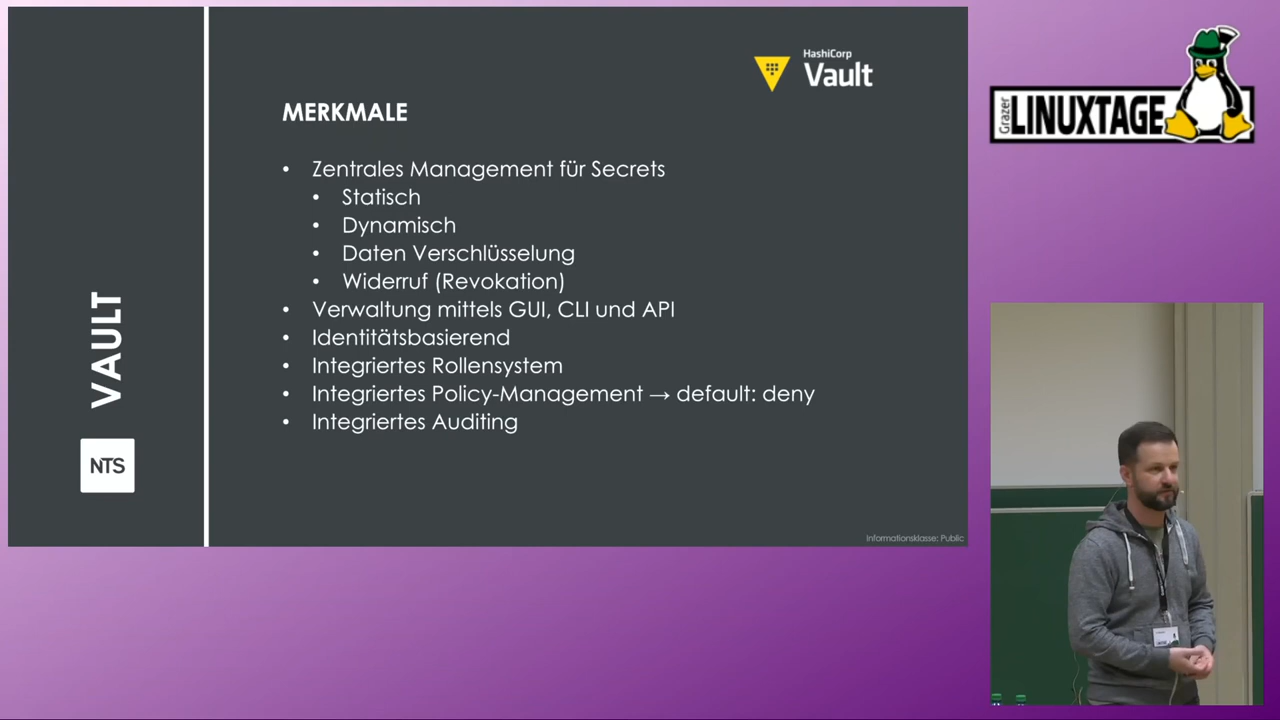 VAULT
NTS
HashiCorp
Vault
MERKMALE
• Zentrales Management für Secrets
• Statisch
• Dynamisch
• Daten Verschlüsselung
• Widerruf (Revokation)
• Verwaltung mittels GUI, CLI und API
• Identitätsbasierend
• Integriertes Rollensystem
• Integriertes Policy-Management → default: deny
• Integriertes Auditing
Informationsklasse: Public
Grazer
LINUXTAGE